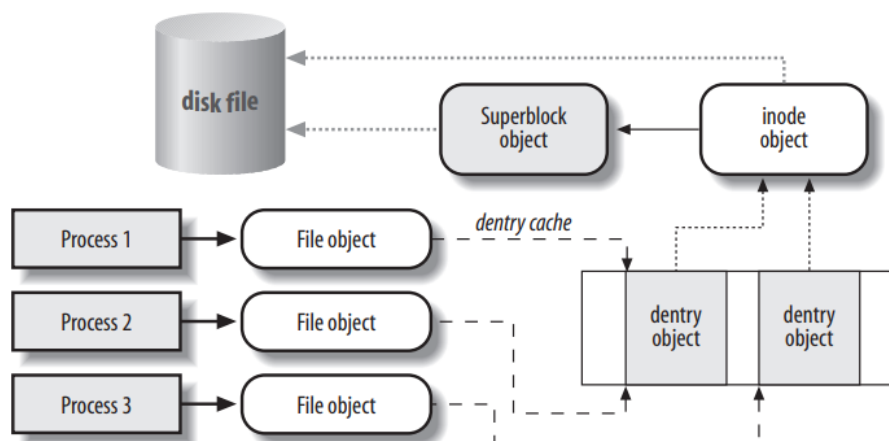 disk file
Superblock
object
inode
object
Process 1
File object
dentry cache
Process 2
File object
dentry
object
dentry
object
Process 3
File object